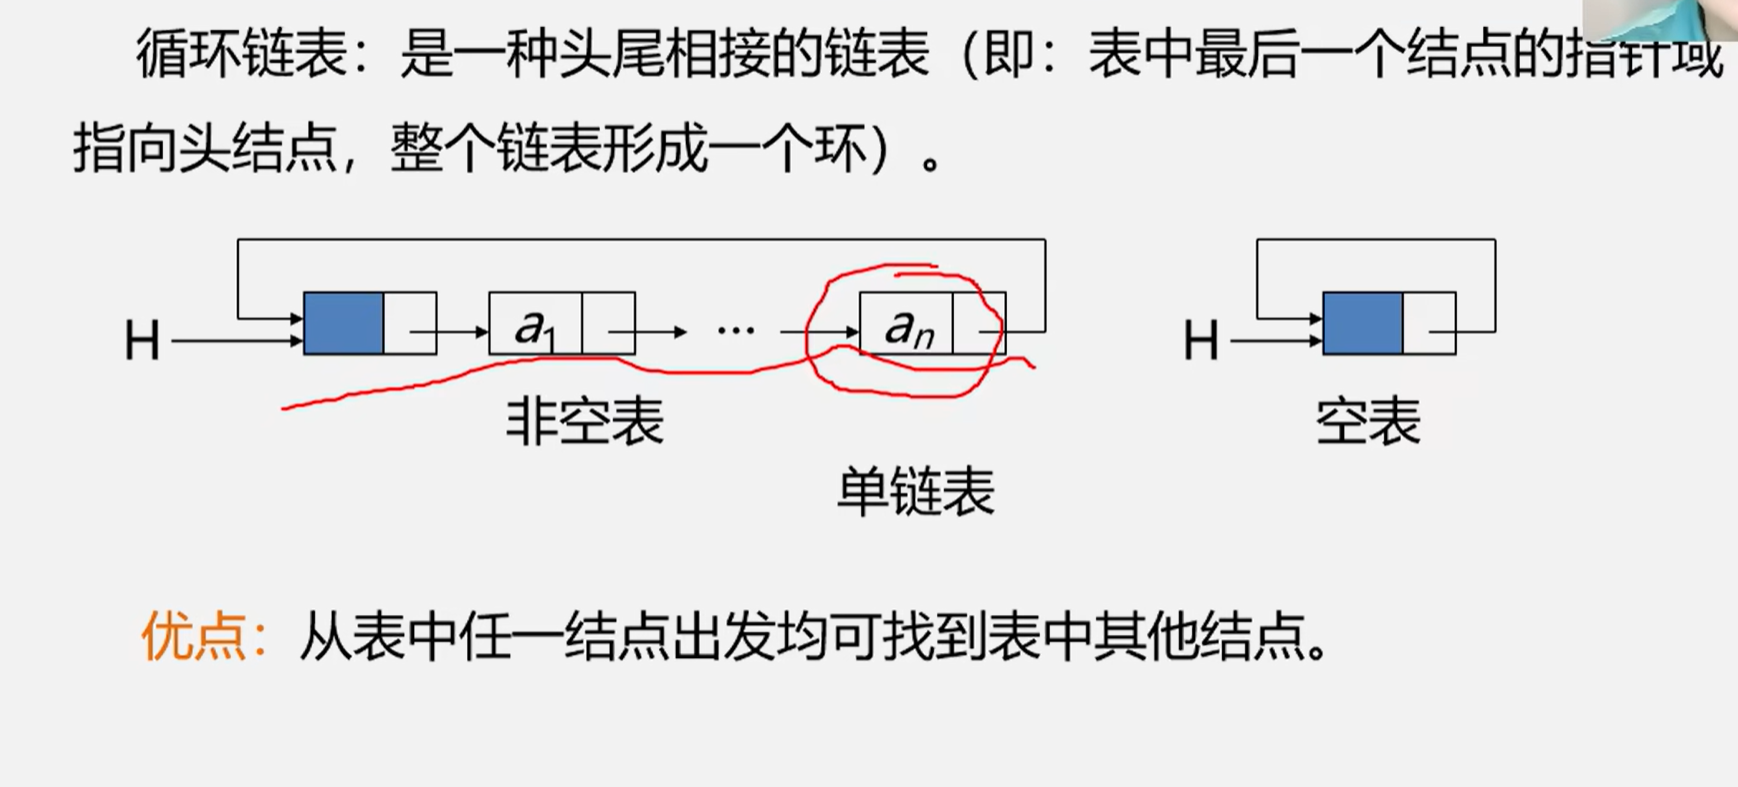 循环链表：是一种头尾相接的链表（即：表中最后一个结点的指针域
指向头结点，整个链表形成一个环）。
H a₁ ··· aₙ H
非空表 空表
单链表
优点：从表中任一结点出发均可找到表中其他结点。